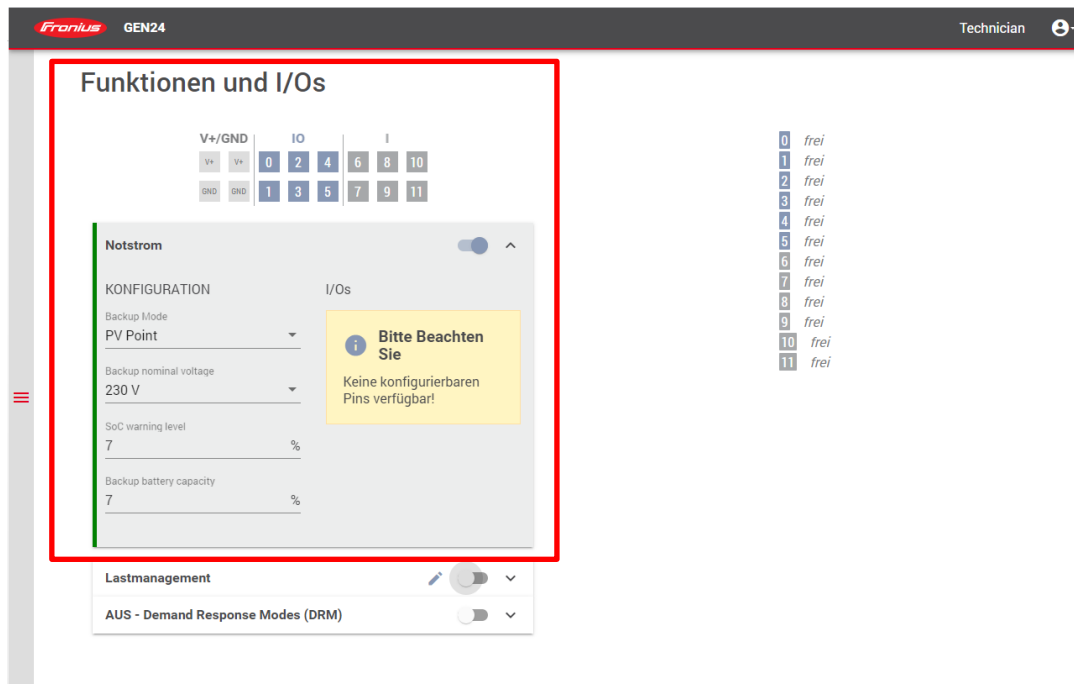 Fronius GEN24 Technician
Funktionen und I/Os
V+/GND IO I
V+ V+ 0 2 4 6 8 10
GND GND 1 3 5 7 9 11
0 frei
1 frei
2 frei
3 frei
4 frei
5 frei
6 frei
7 frei
8 frei
9 frei
10 frei
11 frei
Notstrom
KONFIGURATION
Backup Mode
PV Point
Backup nominal voltage
230 V
SoC warning level
7 %
Backup battery capacity
7 %
I/Os
Bitte Beachten
Sie
Keine konfigurierbaren
Pins verfügbar!
Lastmanagement
AUS - Demand Response Modes (DRM)